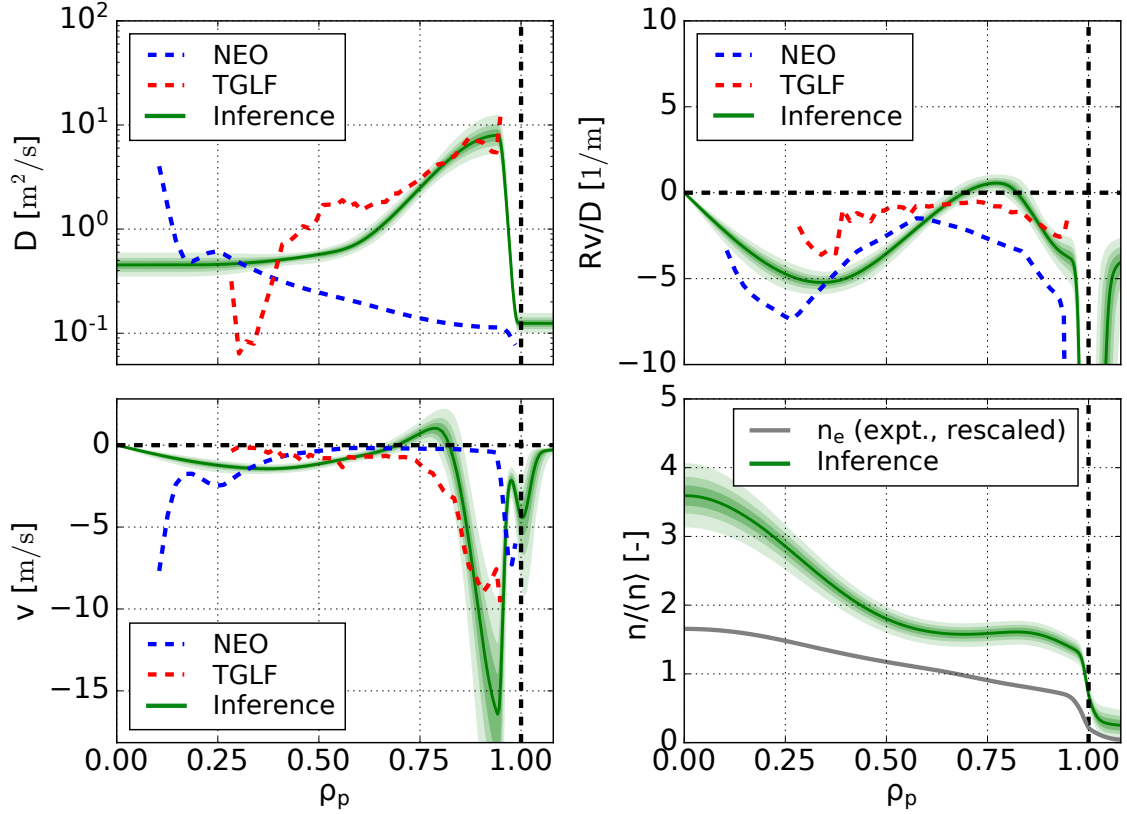 D [m²/s]
10²
10¹
10⁰
10⁻¹
NEO
TGLF
Inference
Rv/D [1/m]
10
5
0
−5
−10
NEO
TGLF
Inference
v [m/s]
0
−5
−10
−15
NEO
TGLF
Inference
0.00 0.25 0.50 0.75 1.00
ρₚ
n/⟨n⟩ [-]
5
4
3
2
1
0
nₑ (expt., rescaled)
Inference
0.00 0.25 0.50 0.75 1.00
ρₚ